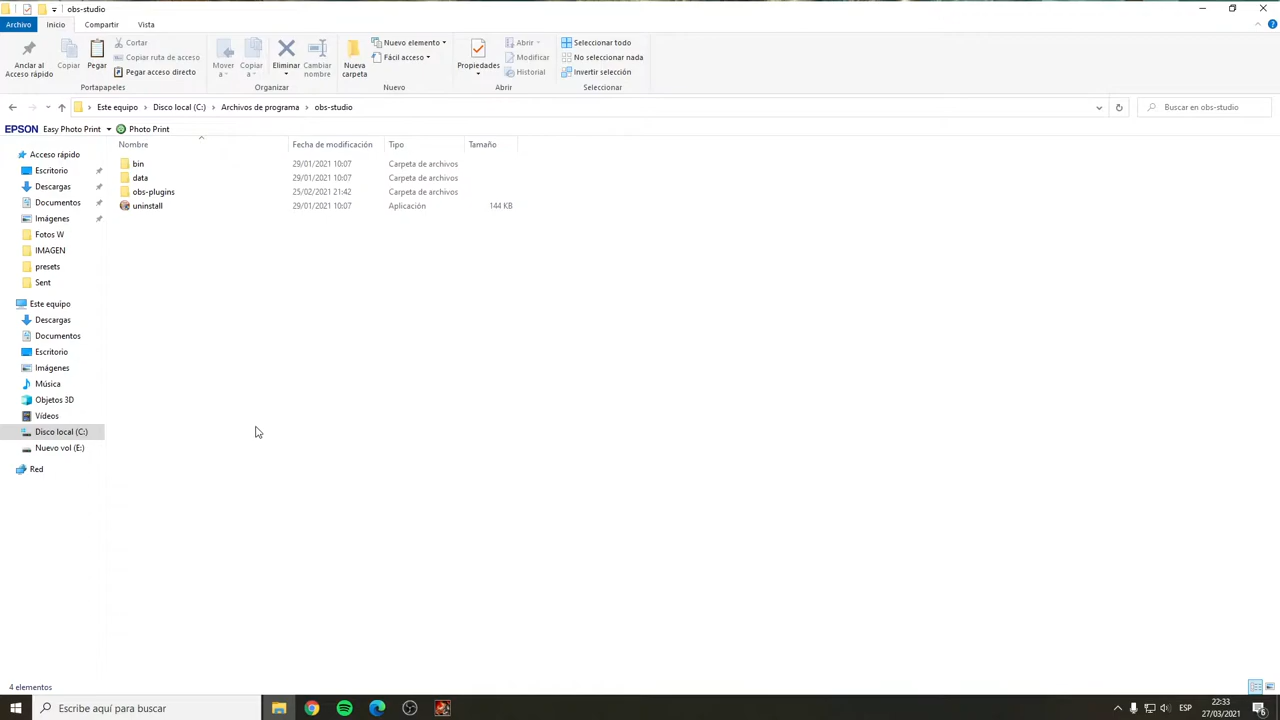 obs-studio
Archivo Inicio Compartir Vista
Anclar al Acceso rápido
Copiar
Pegar
Cortar
Copiar ruta de acceso
Pegar acceso directo
Portapapeles
Mover a
Copiar a
Eliminar
Cambiar nombre
Organizar
Nueva carpeta
Nuevo elemento
Fácil acceso
Nuevo
Propiedades
Abrir
Modificar
Historial
Abrir
Seleccionar todo
No seleccionar nada
Invertir selección
Seleccionar
Este equipo > Disco local (C:) > Archivos de programa > obs-studio
Buscar en obs-studio
EPSON Easy Photo Print Photo Print
Nombre Fecha de modificación Tipo Tamaño
bin 29/01/2021 10:07 Carpeta de archivos
data 29/01/2021 10:07 Carpeta de archivos
obs-plugins 25/02/2021 21:42 Carpeta de archivos
uninstall 29/01/2021 10:07 Aplicación 144 KB
Acceso rápido
Escritorio
Descargas
Documentos
Imágenes
Fotos W
IMAGEN
presets
Sent
Este equipo
Descargas
Documentos
Escritorio
Imágenes
Música
Objetos 3D
Vídeos
Disco local (C:)
Nuevo vol (E:)
Red
4 elementos
Escribe aquí para buscar
ESP
22:33
27/03/2021
6